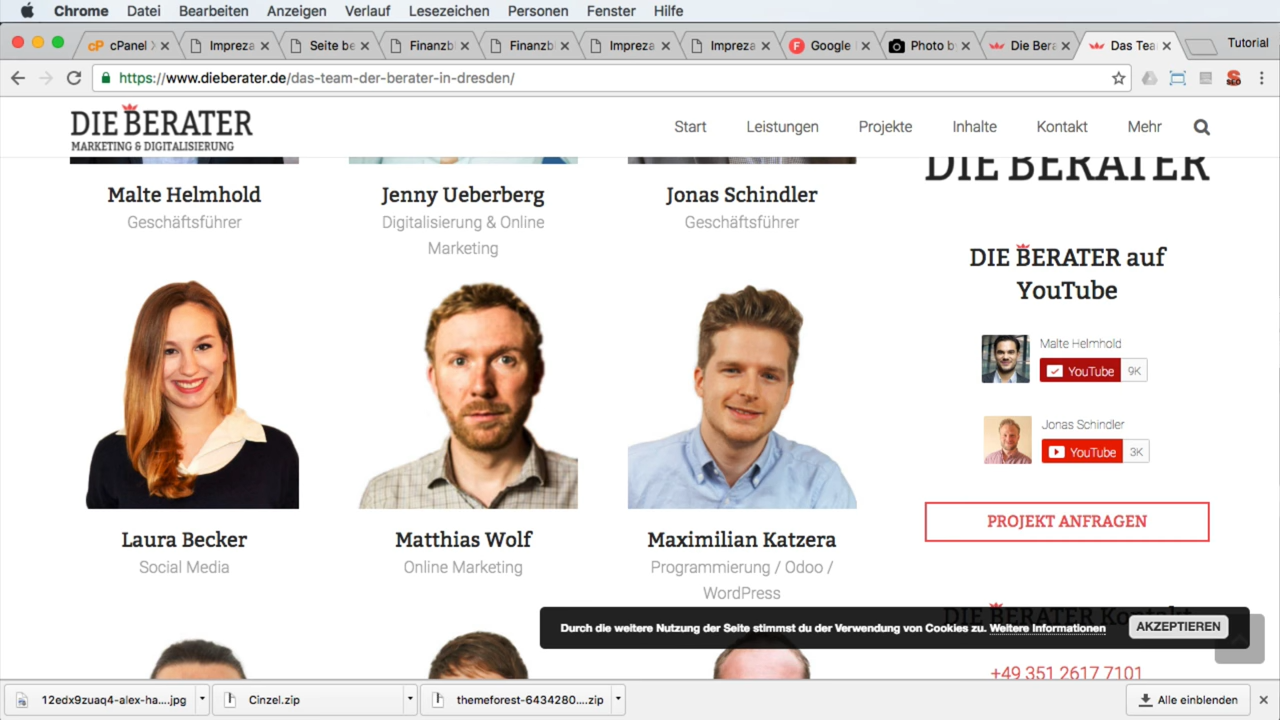 Chrome Datei Bearbeiten Anzeigen Verlauf Lesezeichen Personen Fenster Hilfe
cPanel Impreza Seite be Finanzb Finanzb Impreza Impreza Google Photo b Die Bera Das Tea Tutorial
https://www.dieberater.de/das-team-der-berater-in-dresden/
DIE BERATER
MARKETING & DIGITALISIERUNG
Start Leistungen Projekte Inhalte Kontakt Mehr
DIE BERATER
Malte Helmhold
Geschäftsführer
Jenny Ueberberg
Digitalisierung & Online
Marketing
Jonas Schindler
Geschäftsführer
Laura Becker
Social Media
Matthias Wolf
Online Marketing
Maximilian Katzera
Programmierung / Odoo /
WordPress
DIE BERATER auf
YouTube
Malte Helmhold
YouTube 9K
Jonas Schindler
YouTube 3K
PROJEKT ANFRAGEN
DIE BERATER Kontakt
+49 351 2617 7101
Durch die weitere Nutzung der Seite stimmst du der Verwendung von Cookies zu. Weitere Informationen
AKZEPTIEREN
12edx9zuaq4-alex-ha....jpg Cinzel.zip themeforest-6434280....zip Alle einblenden